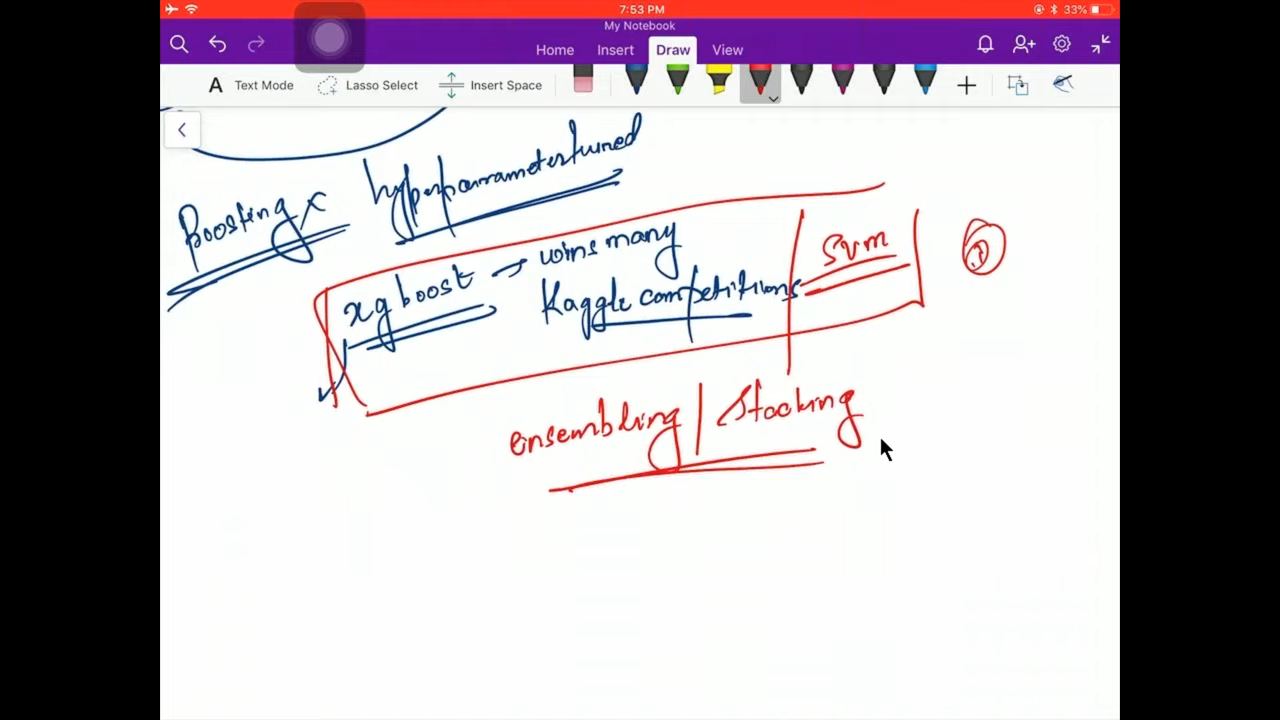 7:53 PM
33%
My Notebook
Home Insert Draw View
A Text Mode Lasso Select Insert Space
Boosting x hyperparametertuned
xgboost → wins many
Kaggle competitions
SVM
ensembling | Stacking